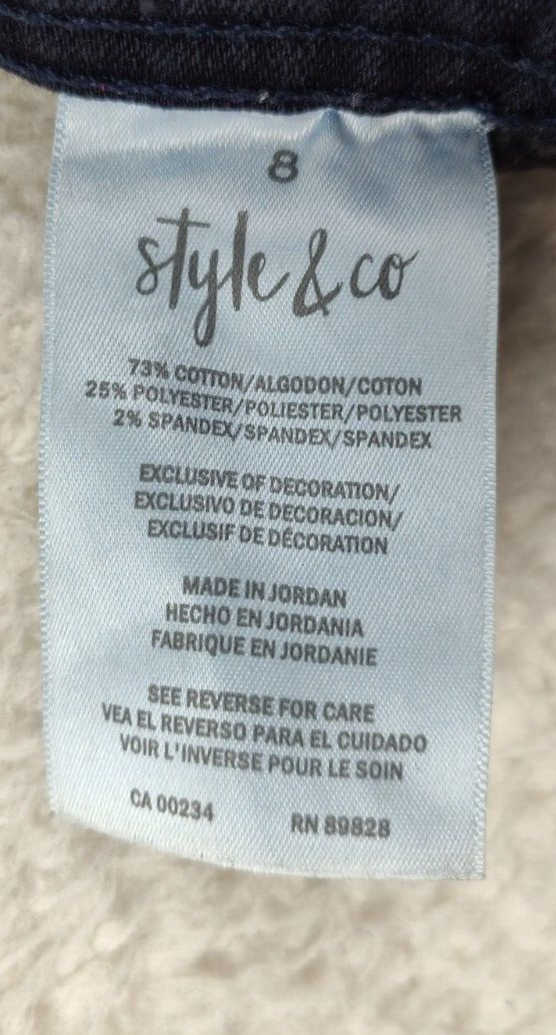 8
style & co
73% COTTON/ALGODON/COTON
25% POLYESTER/POLIESTER/POLYESTER
2% SPANDEX/SPANDEX/SPANDEX
EXCLUSIVE OF DECORATION/
EXCLUSIVO DE DECORACION/
EXCLUSIF DE DÉCORATION
MADE IN JORDAN
HECHO EN JORDANIA
FABRIQUE EN JORDANIE
SEE REVERSE FOR CARE
VEA EL REVERSO PARA EL CUIDADO
VOIR L'INVERSE POUR LE SOIN
CA 00234 RN 89828